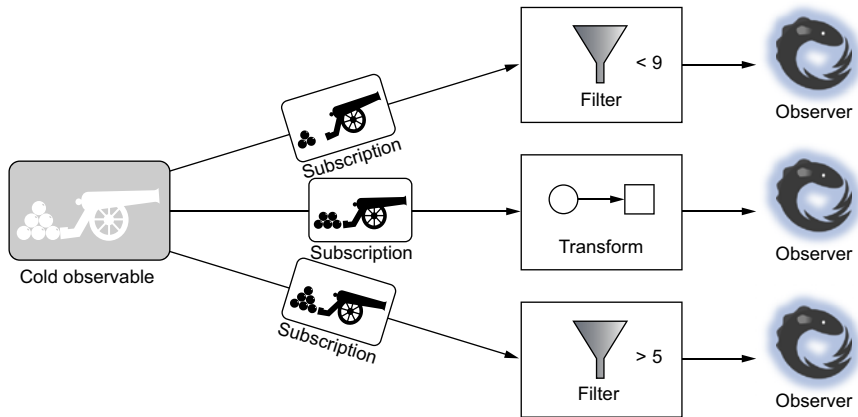 < 9
Filter
Observer
Subscription
Cold observable
Subscription
Transform
Observer
Subscription
> 5
Filter
Observer